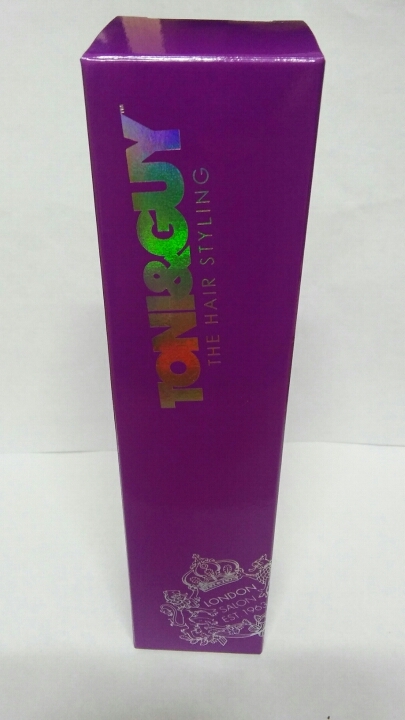 TONI&GUY™
THE HAIR STYLING
LONDON
SALON
EST 1963